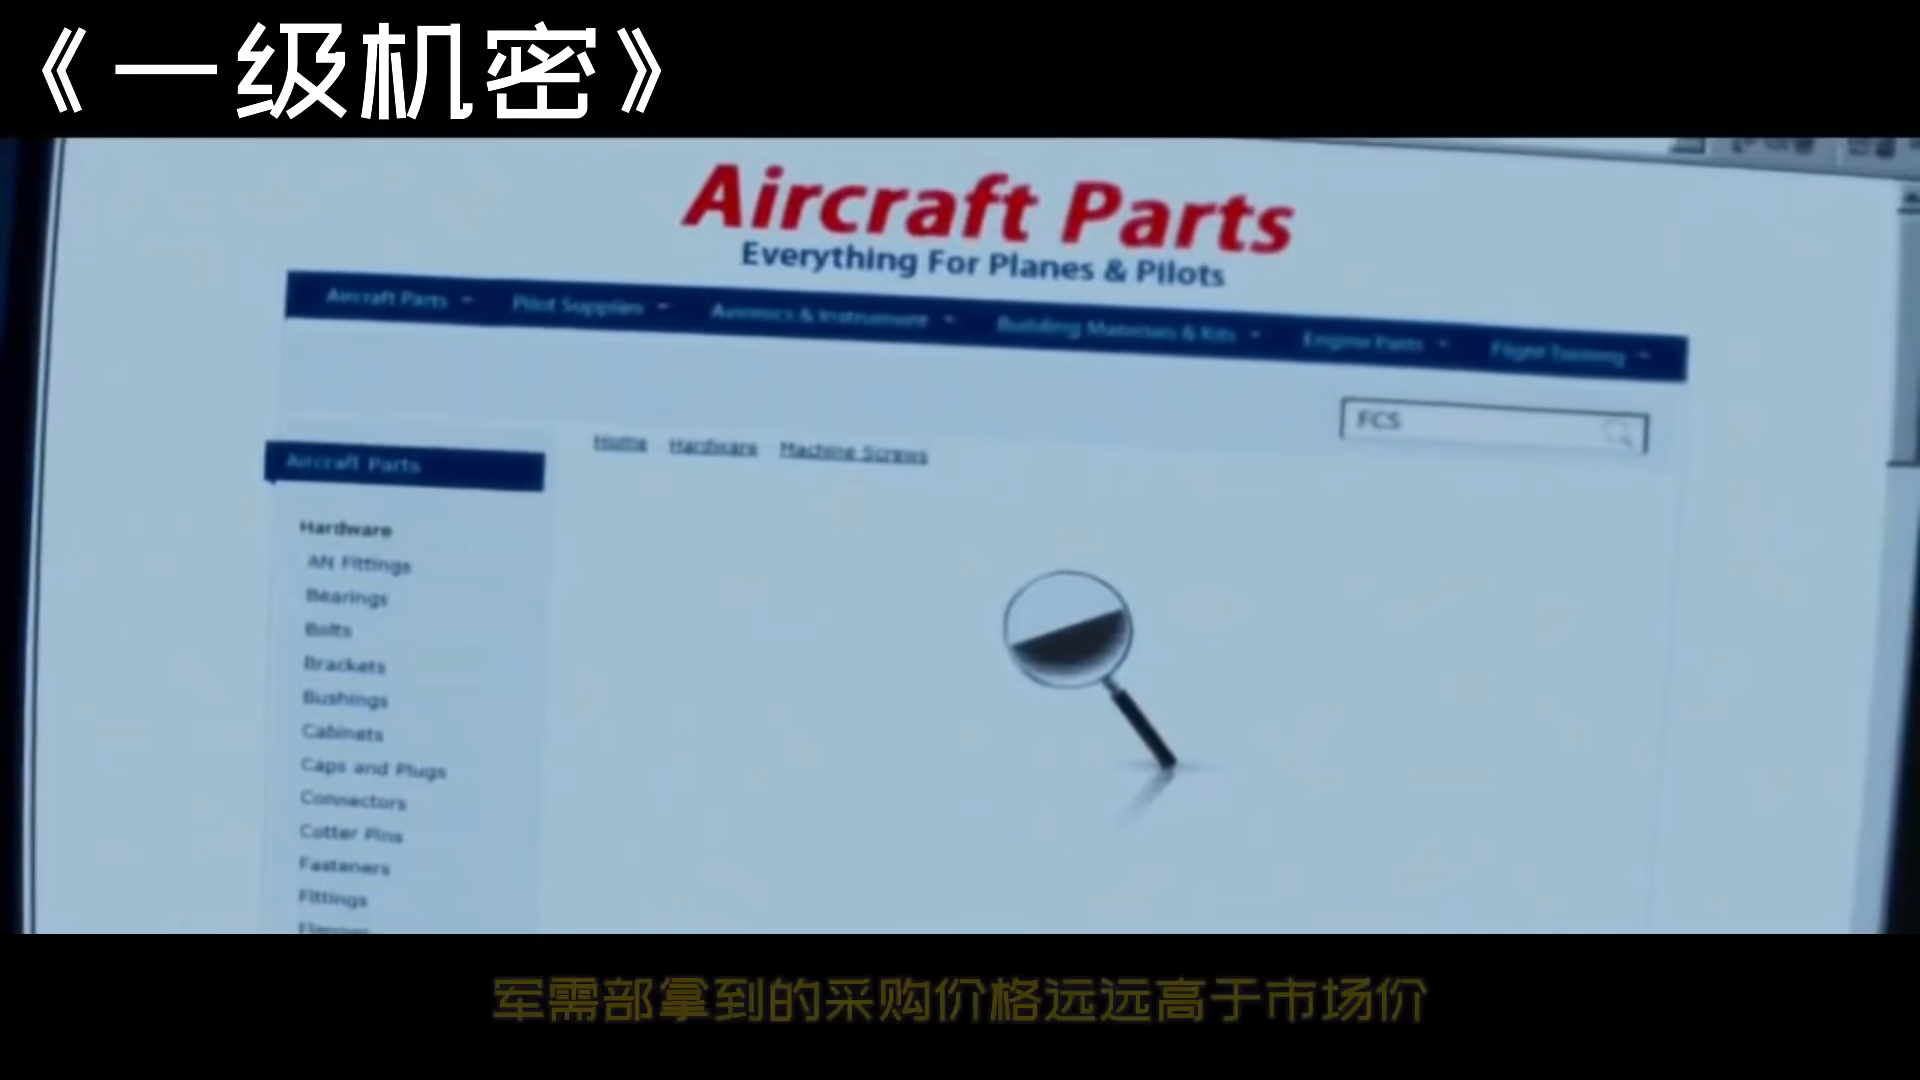 《一级机密》
Aircraft Parts
Everything For Planes & Pilots
Aircraft Parts
Pilot Supplies
Avionics & Instrument
Building Materials & Kits
Engine Parts
Flight Training
FCS
Home
Hardware
Machine Screws
Aircraft Parts
Hardware
AN Fittings
Bearings
Bolts
Brackets
Bushings
Cabinets
Caps and Plugs
Connectors
Cotter Pins
Fasteners
Fittings
军需部拿到的采购价格远远高于市场价